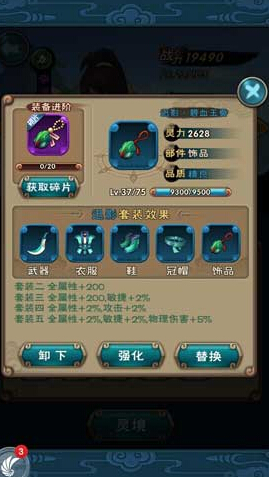 战力19490
装备进阶
0/20
获取碎片
灵力 2628
部件 饰品
品质
Lv.37/75
9300/9500
套装效果
武器
衣服
鞋
冠帽
饰品
套装二 全属性+200
套装三 全属性+200,敏捷+2%
套装四 全属性+2%,攻击+2%
套装五 全属性+2%,敏捷+2%,物理伤害+5%
卸下
强化
替换
灵境
3